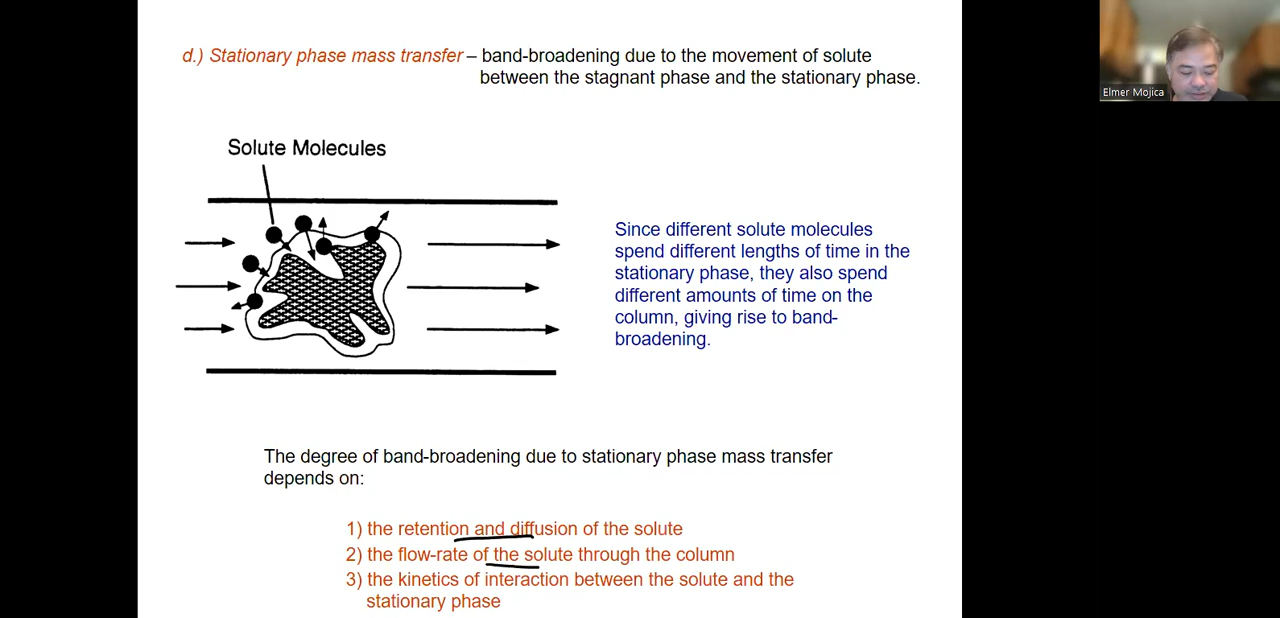 d.) Stationary phase mass transfer – band-broadening due to the movement of solute
between the stagnant phase and the stationary phase.
Elmer Mojica
Solute Molecules
Since different solute molecules
spend different lengths of time in the
stationary phase, they also spend
different amounts of time on the
column, giving rise to band-
broadening.
The degree of band-broadening due to stationary phase mass transfer
depends on:
1) the retention and diffusion of the solute
2) the flow-rate of the solute through the column
3) the kinetics of interaction between the solute and the
stationary phase